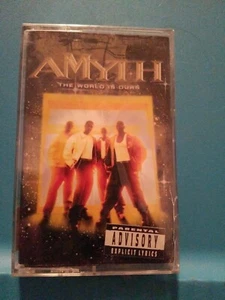 AMYTH
THE WORLD IS OURS
PARENTAL
ADVISORY
EXPLICIT LYRICS